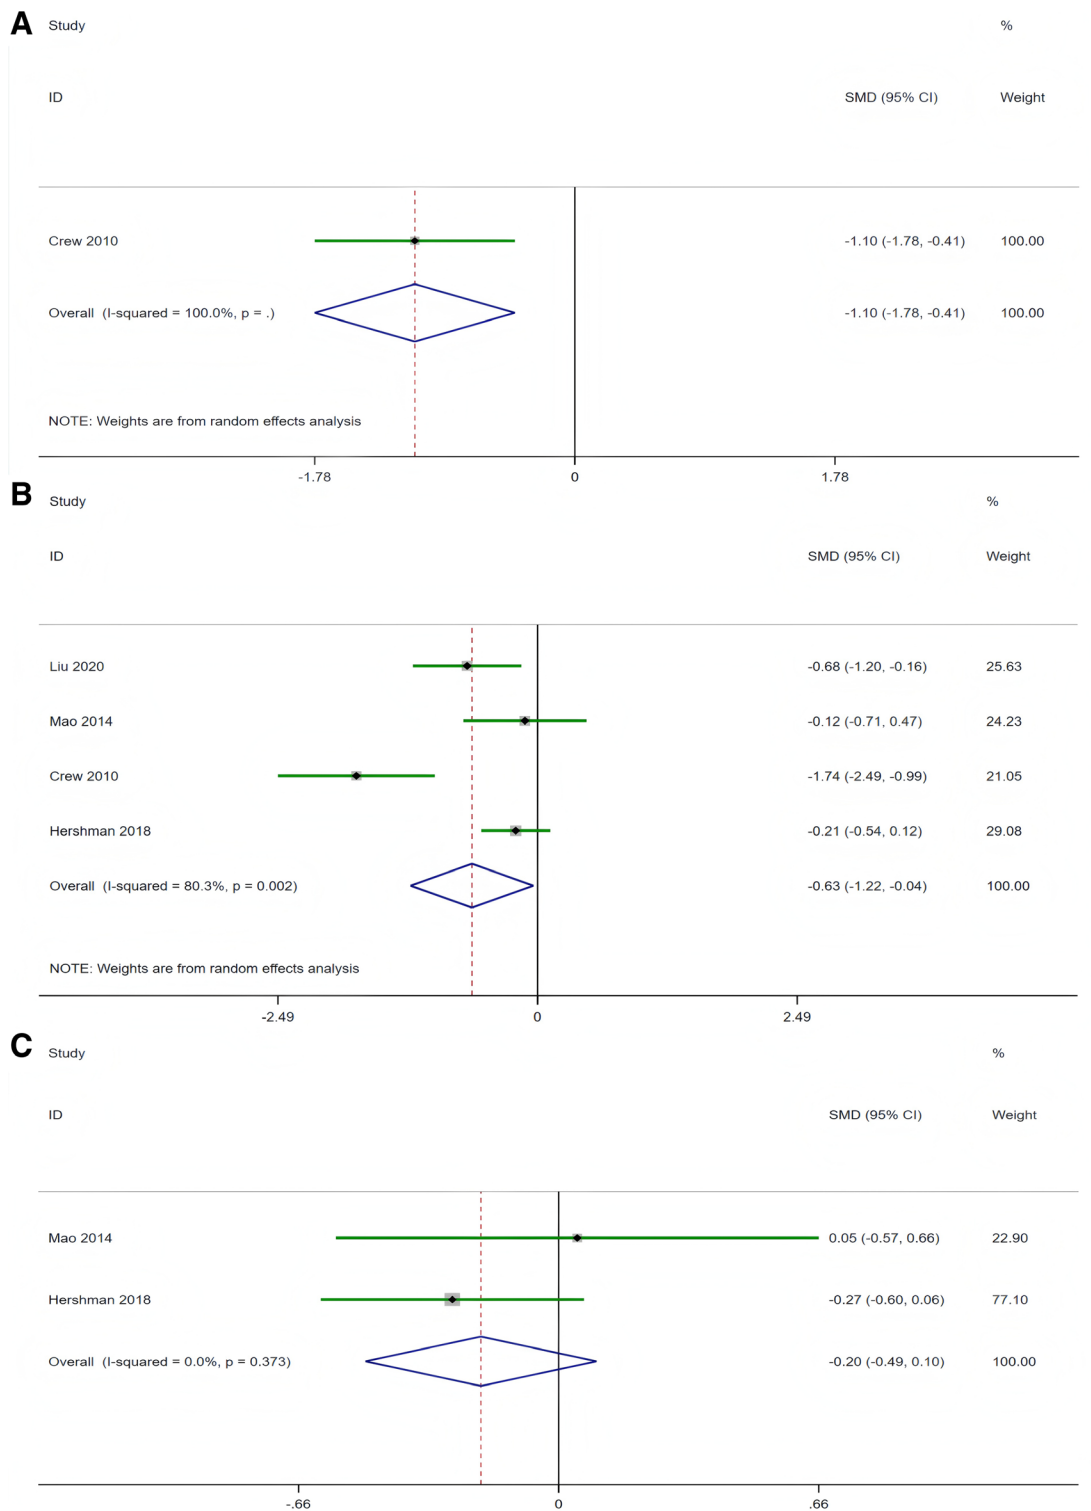 A Study %
ID SMD (95% CI) Weight
Crew 2010 -1.10 (-1.78, -0.41) 100.00
Overall (I-squared = 100.0%, p = .) -1.10 (-1.78, -0.41) 100.00
NOTE: Weights are from random effects analysis
-1.78 0 1.78
B Study %
ID SMD (95% CI) Weight
Liu 2020 -0.68 (-1.20, -0.16) 25.63
Mao 2014 -0.12 (-0.71, 0.47) 24.23
Crew 2010 -1.74 (-2.49, -0.99) 21.05
Hershman 2018 -0.21 (-0.54, 0.12) 29.08
Overall (I-squared = 80.3%, p = 0.002) -0.63 (-1.22, -0.04) 100.00
NOTE: Weights are from random effects analysis
-2.49 0 2.49
C Study %
ID SMD (95% CI) Weight
Mao 2014 0.05 (-0.57, 0.66) 22.90
Hershman 2018 -0.27 (-0.60, 0.06) 77.10
Overall (I-squared = 0.0%, p = 0.373) -0.20 (-0.49, 0.10) 100.00
-.66 0 .66